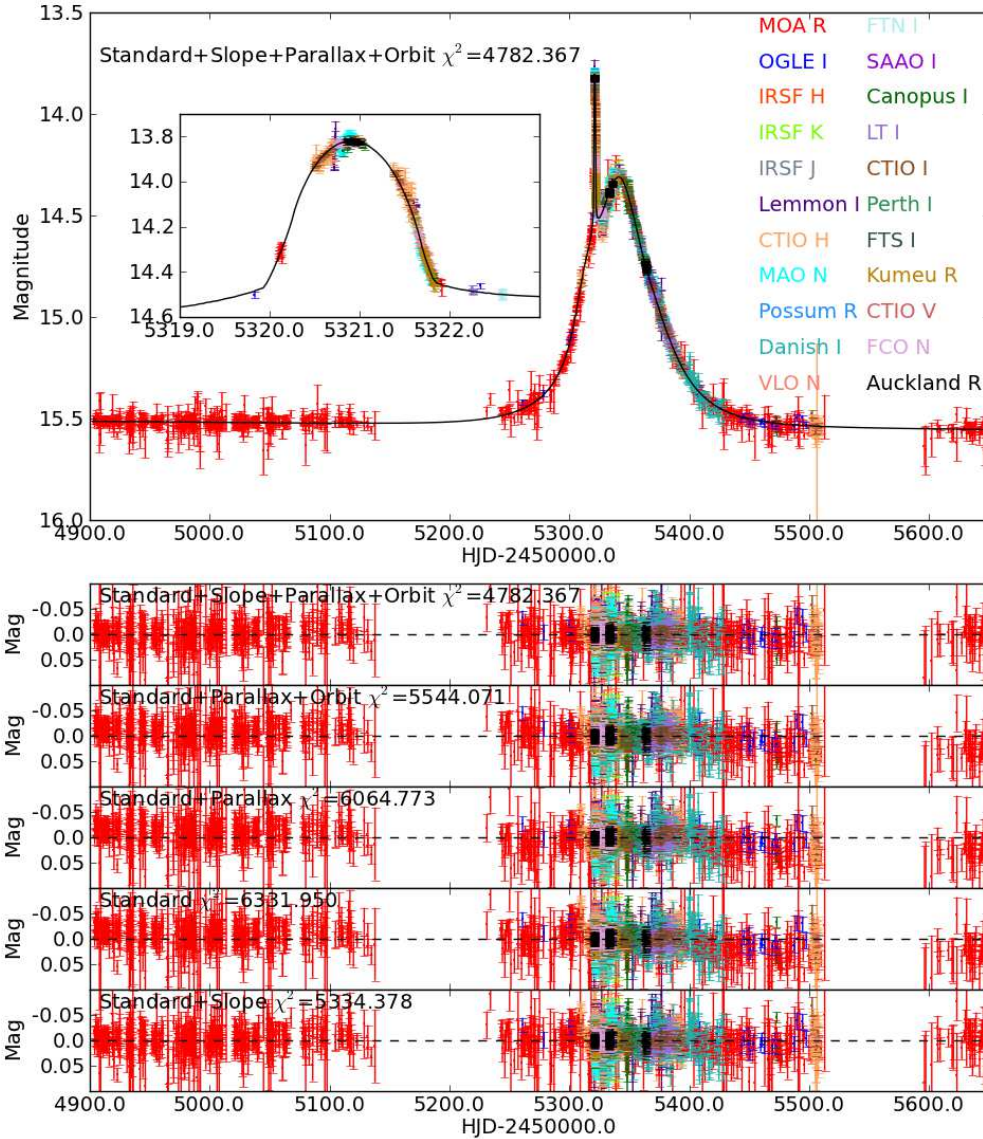 13.5
14.0
14.5
15.0
15.5
16.0
Magnitude
Standard+Slope+Parallax+Orbit χ²=4782.367
13.8
14.0
14.2
14.4
14.6
5319.0 5320.0 5321.0 5322.0
MOA R FTN I
OGLE I SAAO I
IRSF H Canopus I
IRSF K LT I
IRSF J CTIO I
Lemmon I Perth I
CTIO H FTS I
MAO N Kumeu R
Possum R CTIO V
Danish I FCO N
VLO N Auckland R
4900.0 5000.0 5100.0 5200.0 5300.0 5400.0 5500.0 5600.0
HJD-2450000.0
Standard+Slope+Parallax+Orbit χ²=4782.367
-0.05
0.0
0.05
Mag
Standard+Parallax+Orbit χ²=5544.071
-0.05
0.0
0.05
Mag
Standard+Parallax χ²=6064.773
-0.05
0.0
0.05
Mag
Standard χ²=6331.950
-0.05
0.0
0.05
Mag
Standard+Slope χ²=5334.378
-0.05
0.0
0.05
Mag
4900.0 5000.0 5100.0 5200.0 5300.0 5400.0 5500.0 5600.0
HJD-2450000.0